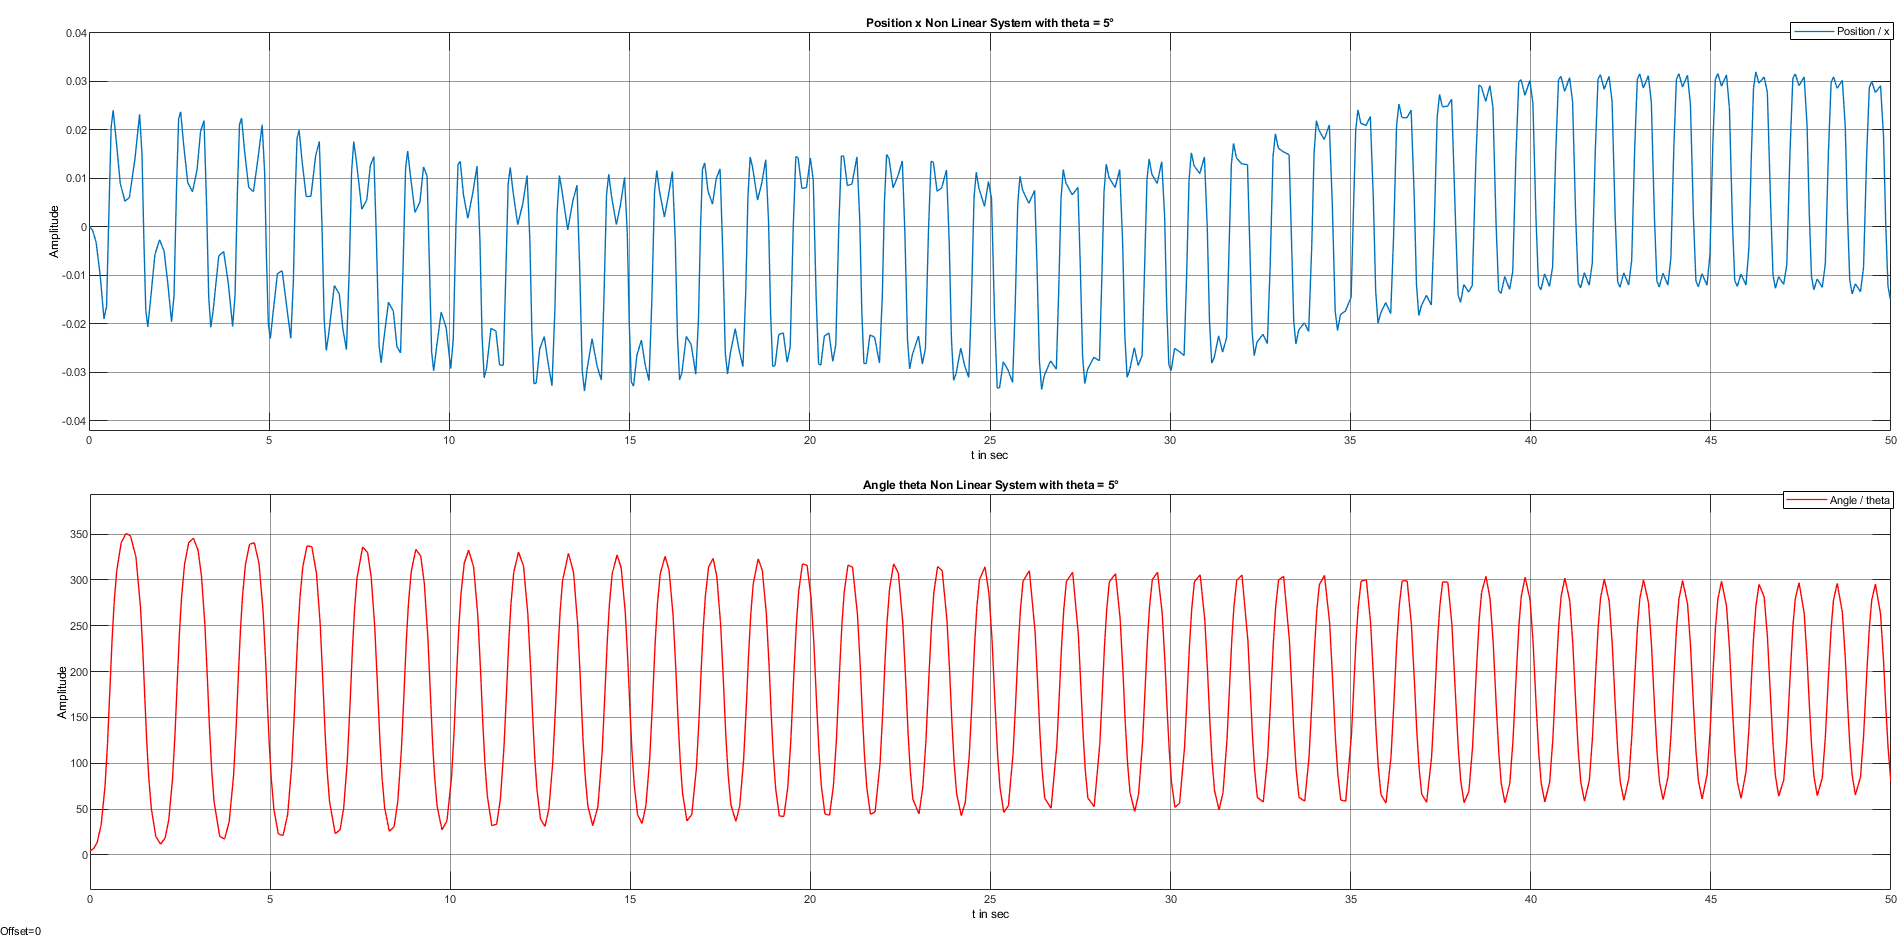 Position x Non Linear System with theta = 5°
Position / x
Amplitude
0.04
0.03
0.02
0.01
0
-0.01
-0.02
-0.03
-0.04
0 5 10 15 20 25 30 35 40 45 50
t in sec
Angle theta Non Linear System with theta = 5°
Angle / theta
Amplitude
350
300
250
200
150
100
50
0
0 5 10 15 20 25 30 35 40 45 50
t in sec
Offset=0